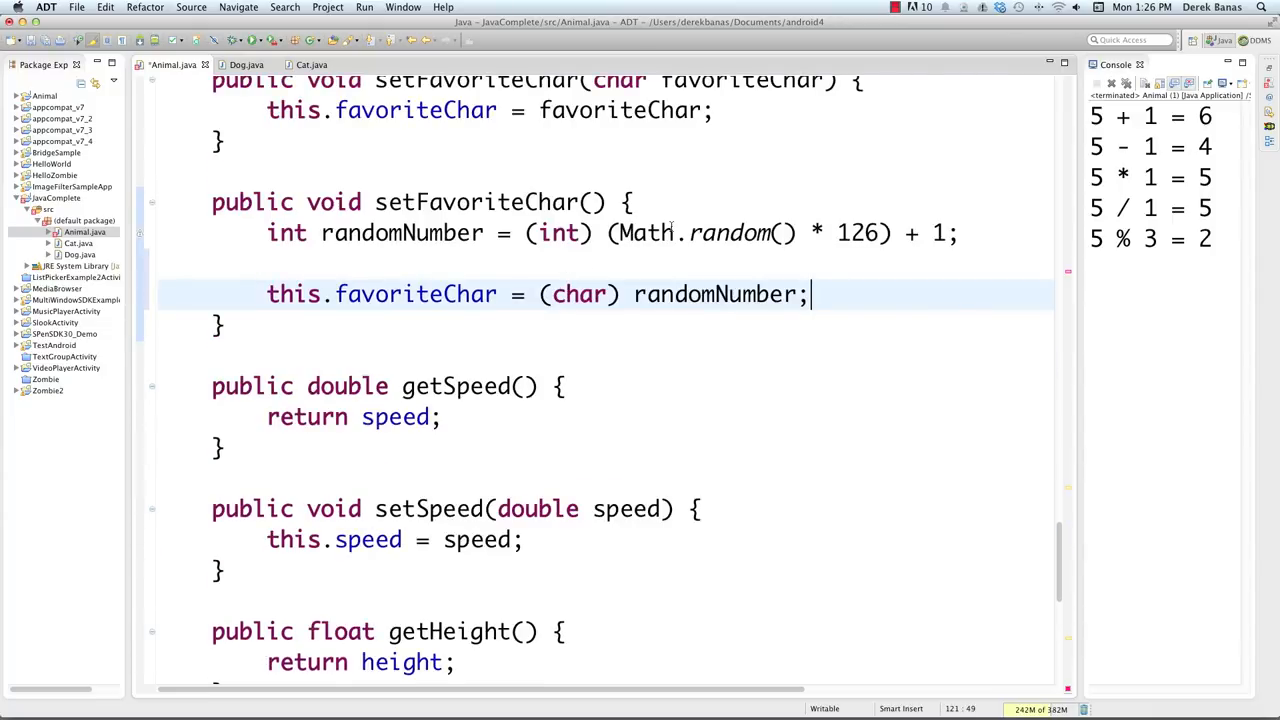 ADT File Edit Refactor Source Navigate Search Project Run Window Help 10 Mon 1:26 PM Derek Banas
Java - JavaComplete/src/Animal.java - ADT - /Users/derekbanas/Documents/android4
Quick Access Java DDMS
Package Exp
*Animal.java Dog.java Cat.java
Console
Animal
appcompat_v7
appcompat_v7_2
appcompat_v7_3
appcompat_v7_4
BridgeSample
HelloWorld
HelloZombie
ImageFilterSampleApp
JavaComplete
src
(default package)
Animal.java
Cat.java
Dog.java
JRE System Library [Ja
ListPickerExample2Activi
MediaBrowser
MultiWindowSDKExample
MusicPlayerActivity
SlookActivity
SPenSDK30_Demo
TestAndroid
TextGroupActivity
VideoPlayerActivity
Zombie
Zombie2
public void setFavoriteChar(char favoriteChar) {
this.favoriteChar = favoriteChar;
}
public void setFavoriteChar() {
int randomNumber = (int) (Math.random() * 126) + 1;
this.favoriteChar = (char) randomNumber;
}
public double getSpeed() {
return speed;
}
public void setSpeed(double speed) {
this.speed = speed;
}
public float getHeight() {
return height;
<terminated> Animal (1) [Java Application] /S
5 + 1 = 6
5 - 1 = 4
5 * 1 = 5
5 / 1 = 5
5 % 3 = 2
Writable Smart Insert 121 : 49 242M of 382M